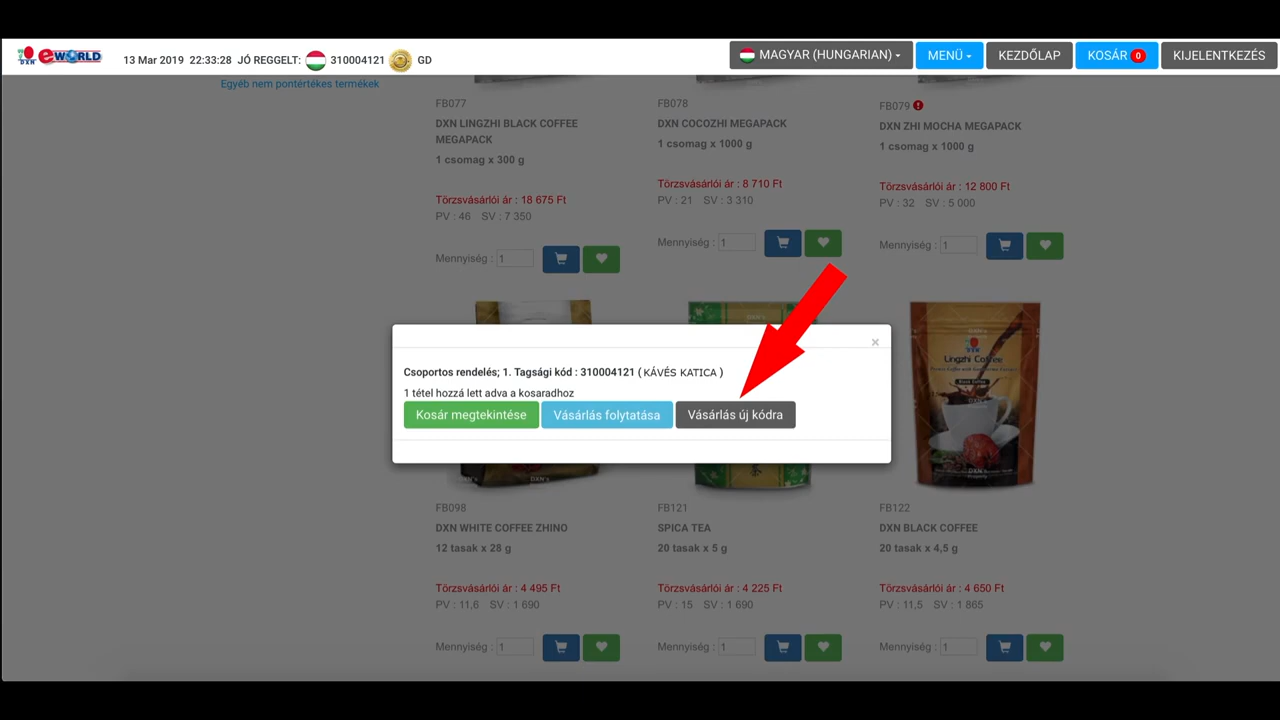 DXN eWORLD
13 Mar 2019 22:33:28 JÓ REGGELT: 310004121 GD
MAGYAR (HUNGARIAN)
MENÜ
KEZDŐLAP
KOSÁR 0
KIJELENTKEZÉS
Egyéb nem pontértékes termékek
FB077
DXN LINGZHI BLACK COFFEE
MEGAPACK
1 csomag x 300 g
Törzsvásárlói ár : 18 675 Ft
PV : 46 SV : 7 350
Mennyiség : 1
FB078
DXN COCOZHI MEGAPACK
1 csomag x 1000 g
Törzsvásárlói ár : 8 710 Ft
PV : 21 SV : 3 310
Mennyiség : 1
FB079
DXN ZHI MOCHA MEGAPACK
1 csomag x 1000 g
Törzsvásárlói ár : 12 800 Ft
PV : 32 SV : 5 000
Mennyiség : 1
×
Csoportos rendelés; 1. Tagsági kód : 310004121 ( KÁVÉS KATICA )
1 tétel hozzá lett adva a kosaradhoz
Kosár megtekintése
Vásárlás folytatása
Vásárlás új kódra
DXN
Lingzhi Coffee
Black Coffee
FB098
DXN WHITE COFFEE ZHINO
12 tasak x 28 g
Törzsvásárlói ár : 4 495 Ft
PV : 11,6 SV : 1 690
Mennyiség : 1
FB121
SPICA TEA
20 tasak x 5 g
Törzsvásárlói ár : 4 225 Ft
PV : 15 SV : 1 690
Mennyiség : 1
FB122
DXN BLACK COFFEE
20 tasak x 4,5 g
Törzsvásárlói ár : 4 650 Ft
PV : 11,5 SV : 1 865
Mennyiség : 1